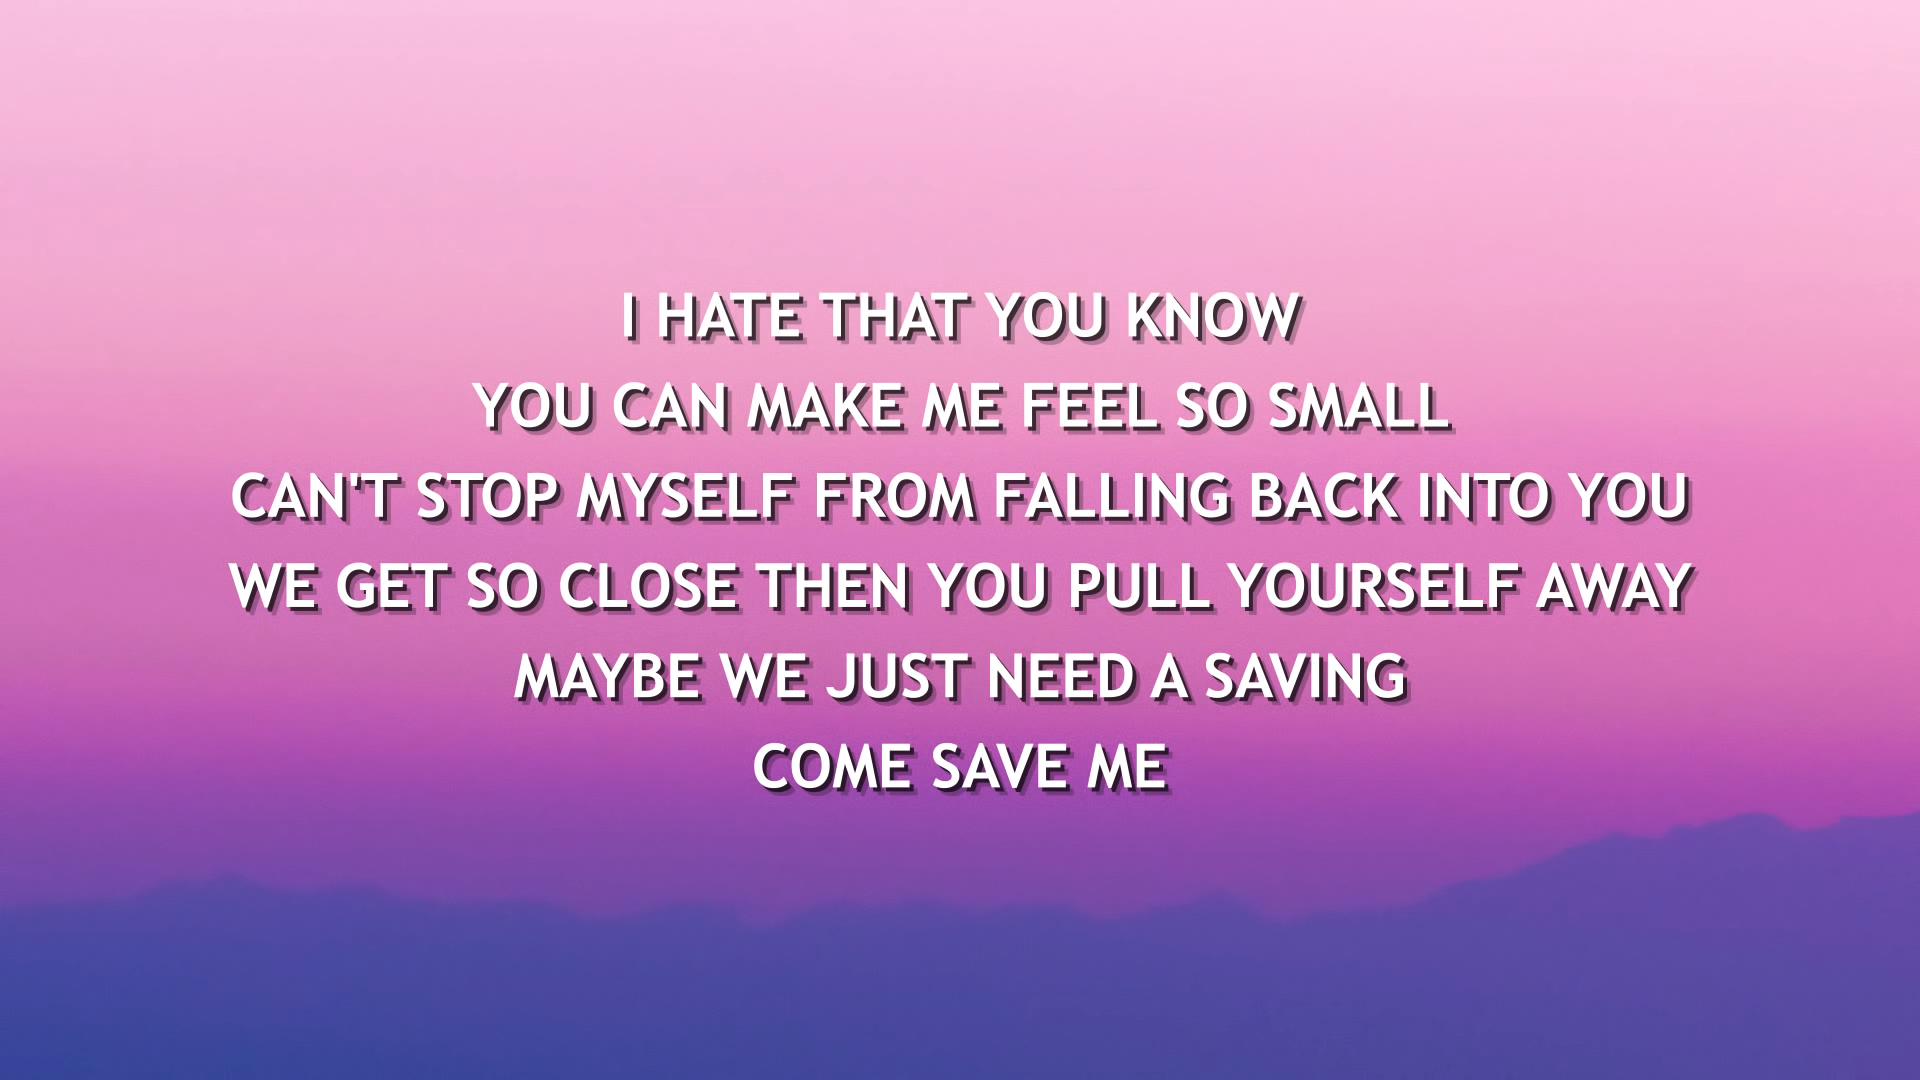 I HATE THAT YOU KNOW
YOU CAN MAKE ME FEEL SO SMALL
CAN'T STOP MYSELF FROM FALLING BACK INTO YOU
WE GET SO CLOSE THEN YOU PULL YOURSELF AWAY
MAYBE WE JUST NEED A SAVING
COME SAVE ME